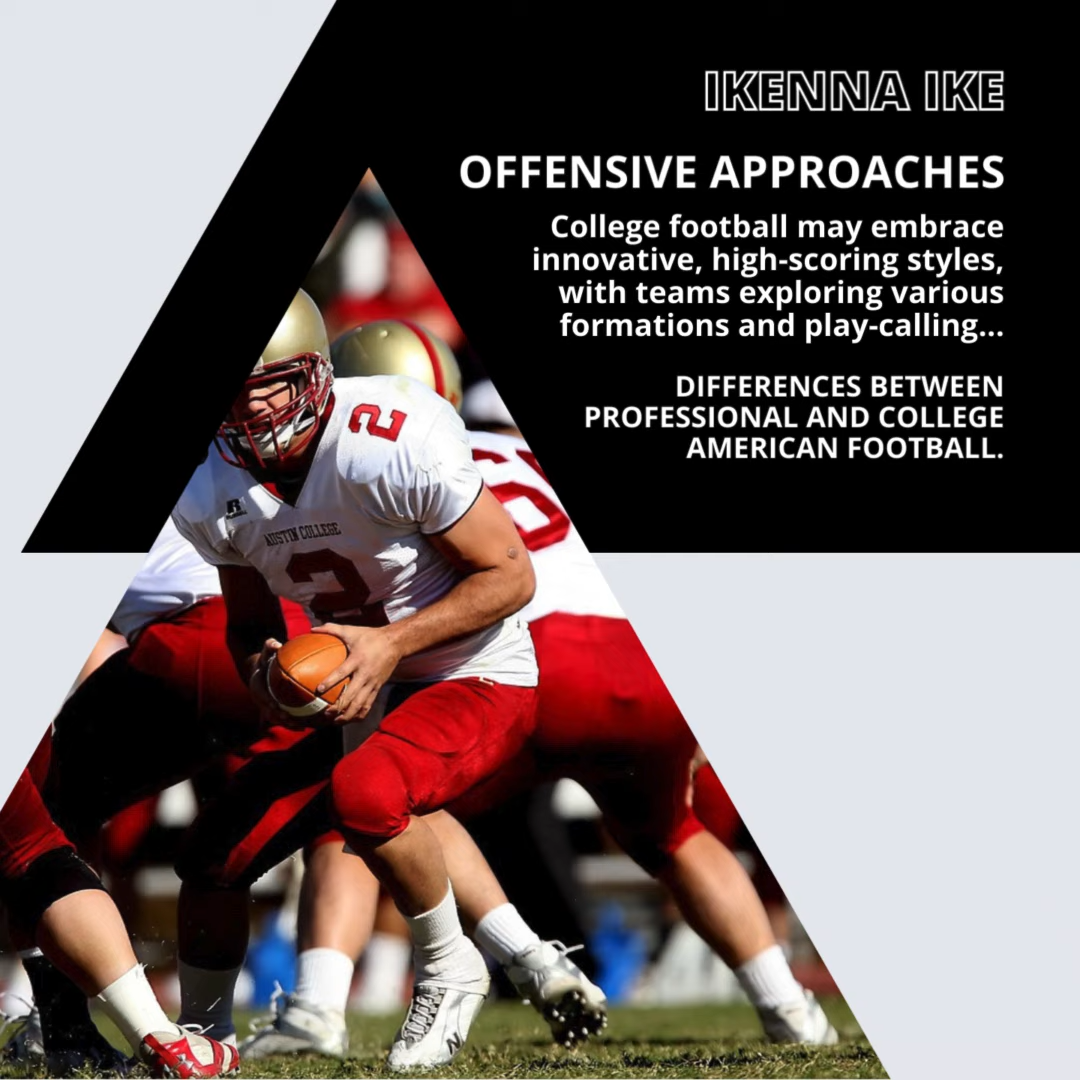 IKENNA IKE
OFFENSIVE APPROACHES
College football may embrace
innovative, high-scoring styles,
with teams exploring various
formations and play-calling...
DIFFERENCES BETWEEN
PROFESSIONAL AND COLLEGE
AMERICAN FOOTBALL.
2
R
AUSTIN COLLEGE
2